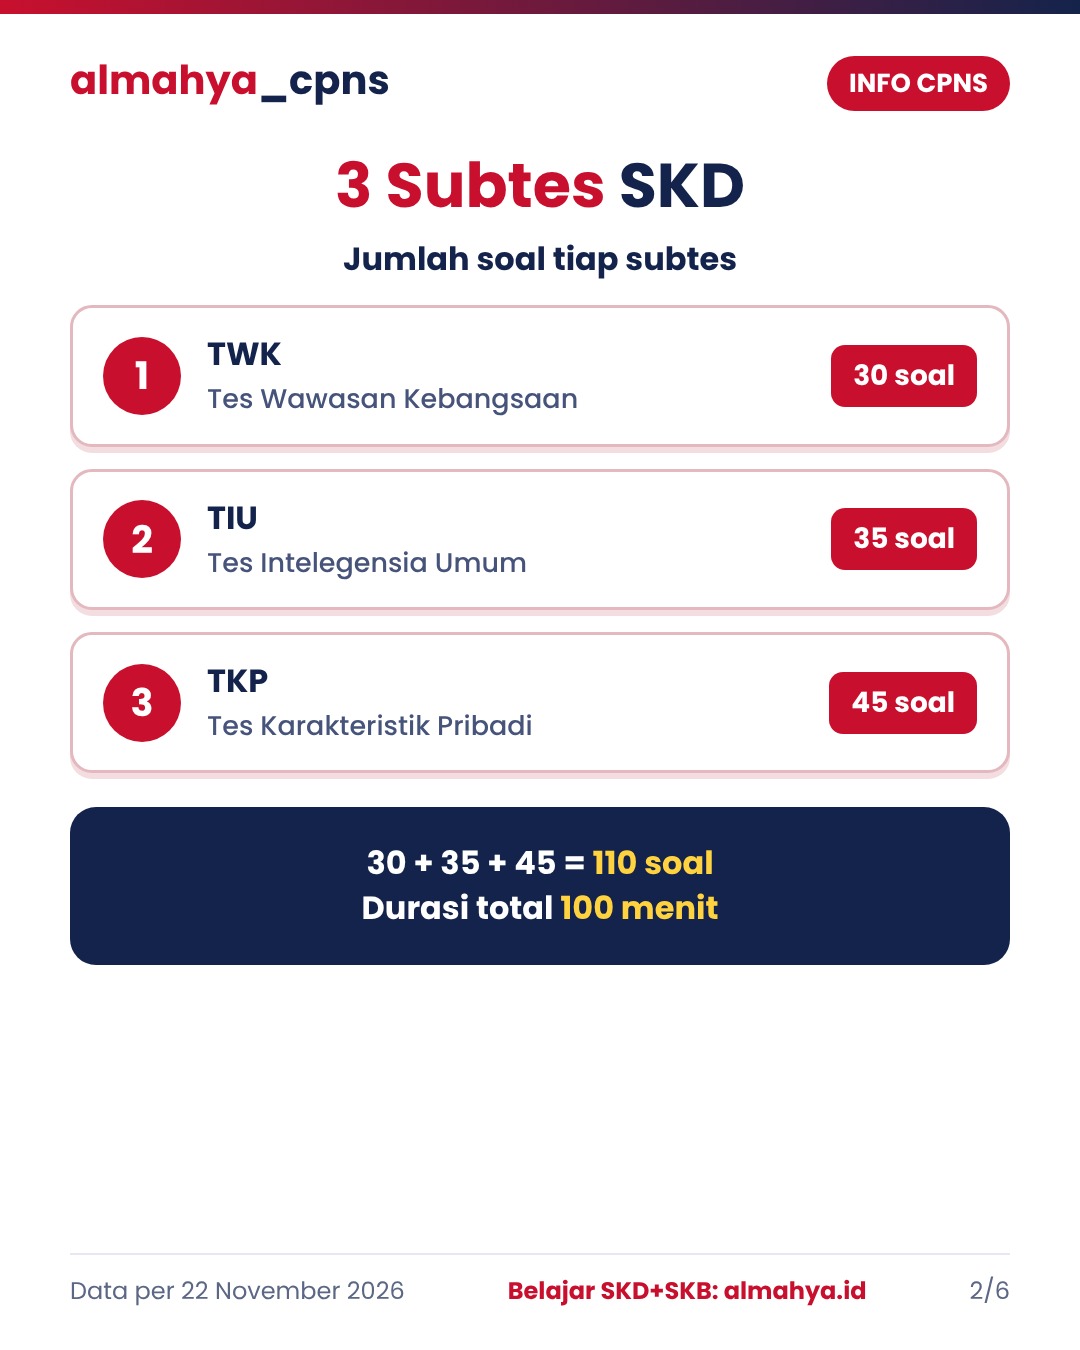 almahya_cpns
INFO CPNS
3 Subtes SKD
Jumlah soal tiap subtes
1
TWK
Tes Wawasan Kebangsaan
30 soal
2
TIU
Tes Intelegensia Umum
35 soal
3
TKP
Tes Karakteristik Pribadi
45 soal
30 + 35 + 45 = 110 soal
Durasi total 100 menit
Data per 22 November 2026
Belajar SKD+SKB: almahya.id
2/6